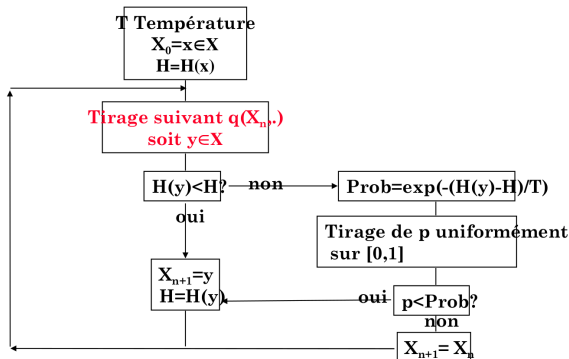 T Température
X₀=x∈X
H=H(x)
Tirage suivant q(Xₙ,.)
soit y∈X
H(y)<H?
non
Prob=exp(-(H(y)-H)/T)
oui
Tirage de p uniformément
sur [0,1]
Xₙ₊₁=y
H=H(y)
oui
p<Prob?
non
Xₙ₊₁= Xₙ